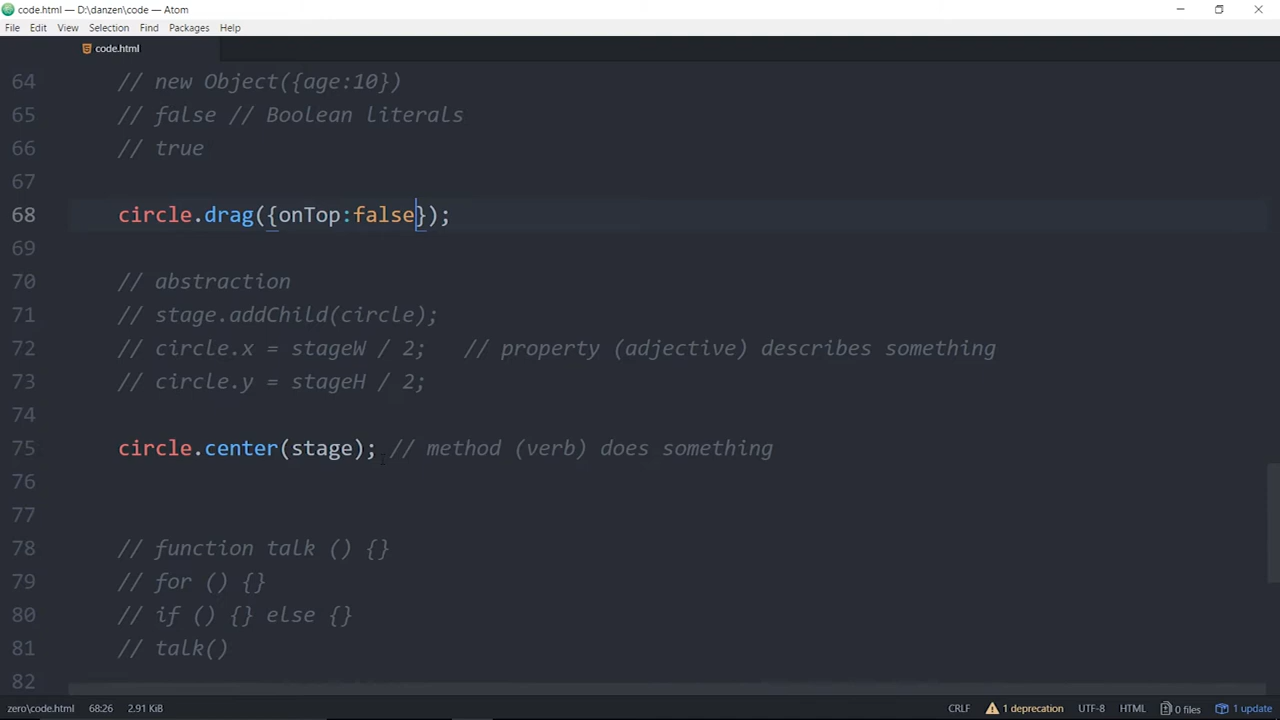 code.html — D:\danzen\code — Atom
File Edit View Selection Find Packages Help
code.html
64 // new Object({age:10})
65 // false // Boolean literals
66 // true
67
68 circle.drag({onTop:false});
69
70 // abstraction
71 // stage.addChild(circle);
72 // circle.x = stageW / 2; // property (adjective) describes something
73 // circle.y = stageH / 2;
74
75 circle.center(stage); // method (verb) does something
76
77
78 // function talk () {}
79 // for () {}
80 // if () {} else {}
81 // talk()
82
zero\code.html 68:26 2.91 KiB CRLF 1 deprecation UTF-8 HTML 0 files 1 update